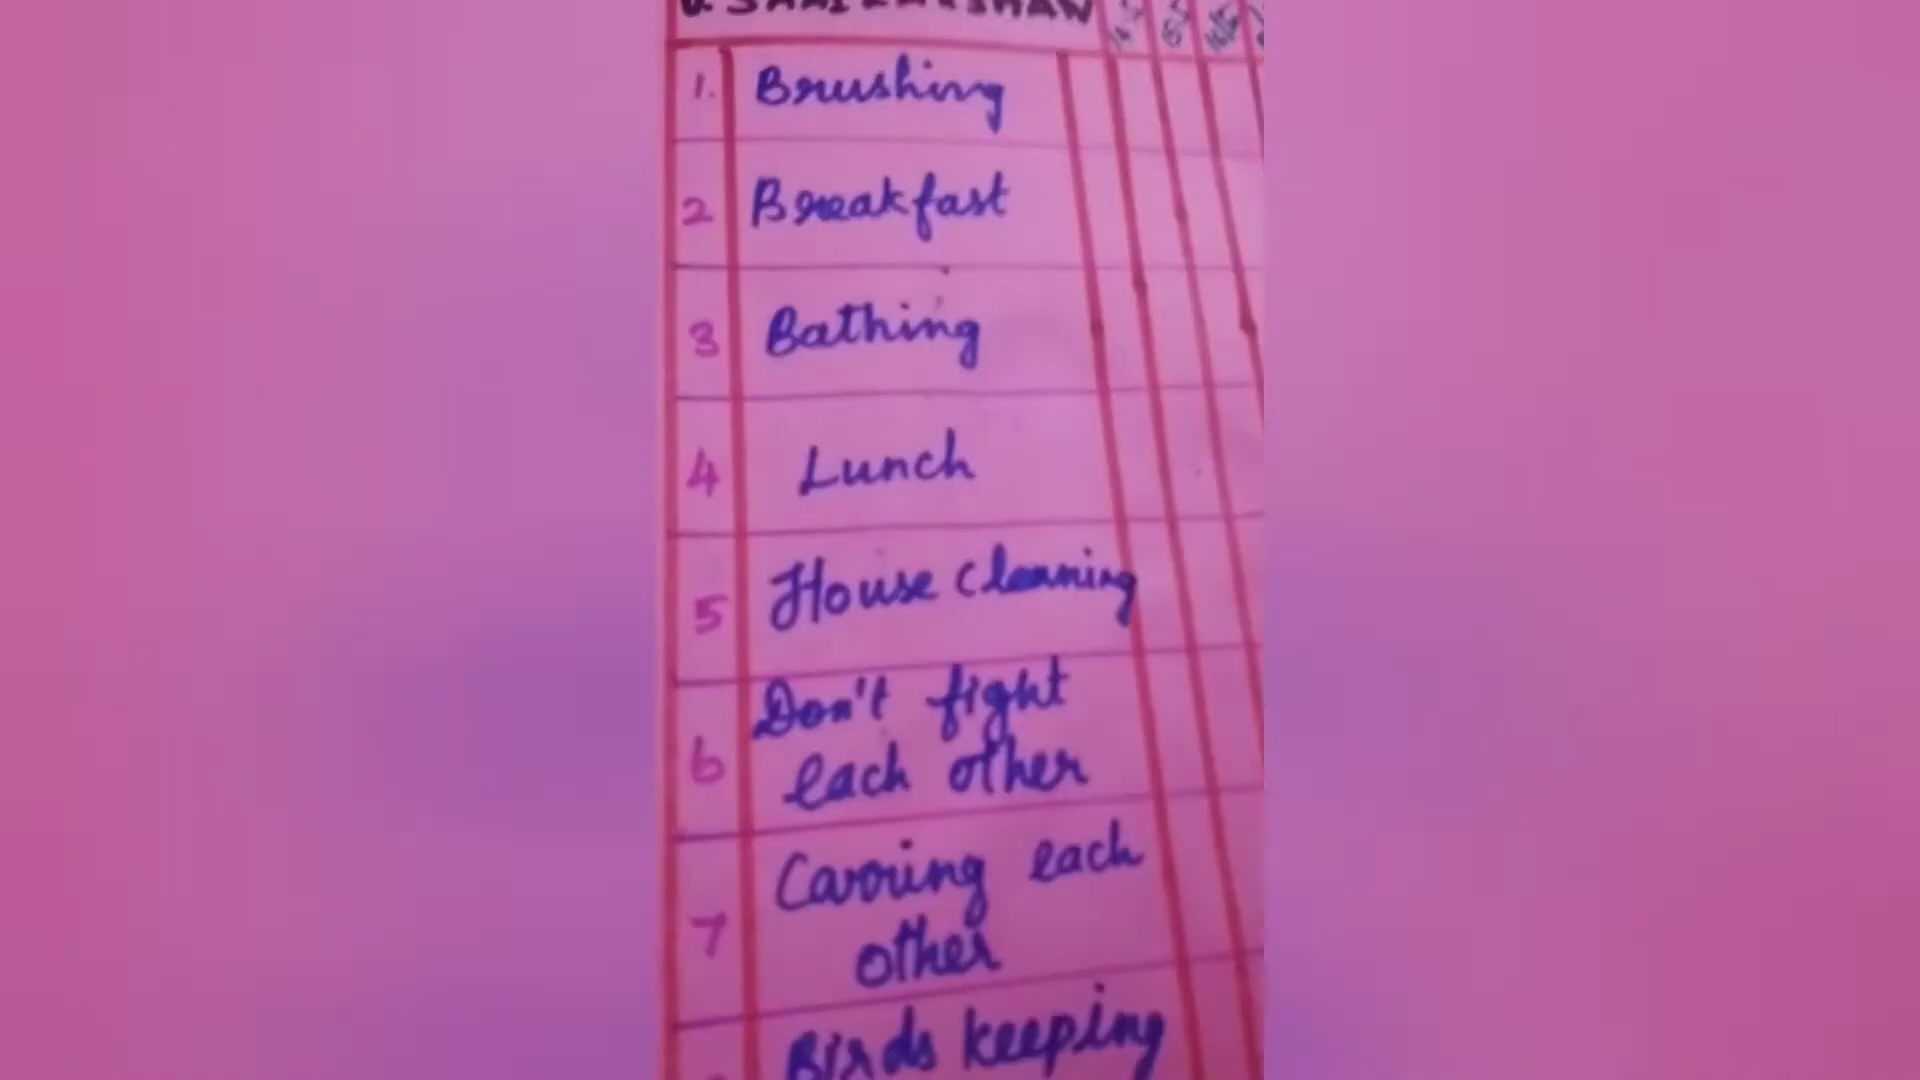 1. Brushing
2 Breakfast
3 Bathing
4 Lunch
5 House Cleaning
6 Don't fight
each other
7 Caroing each
other
Birds keeping